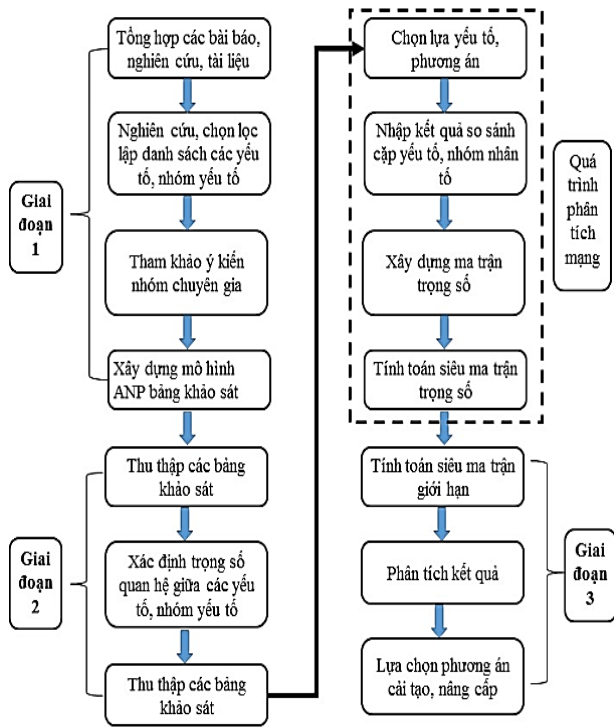 Tổng hợp các bài báo,
nghiên cứu, tài liệu
Nghiên cứu, chọn lọc
lập danh sách các yếu
tố, nhóm yếu tố
Giai
đoạn
1
Tham khảo ý kiến
nhóm chuyên gia
Xây dựng mô hình
ANP bảng khảo sát
Thu thập các bảng
khảo sát
Giai
đoạn
2
Xác định trọng số
quan hệ giữa các yếu
tố, nhóm yếu tố
Thu thập các bảng
khảo sát
Chọn lựa yếu tố,
phương án
Nhập kết quả so sánh
cặp yếu tố, nhóm nhân
tố
Quá
trình
phân
tích
mạng
Xây dựng ma trận
trọng số
Tính toán siêu ma trận
trọng số
Tính toán siêu ma trận
giới hạn
Phân tích kết quả
Giai
đoạn
3
Lựa chọn phương án
cải tạo, nâng cấp